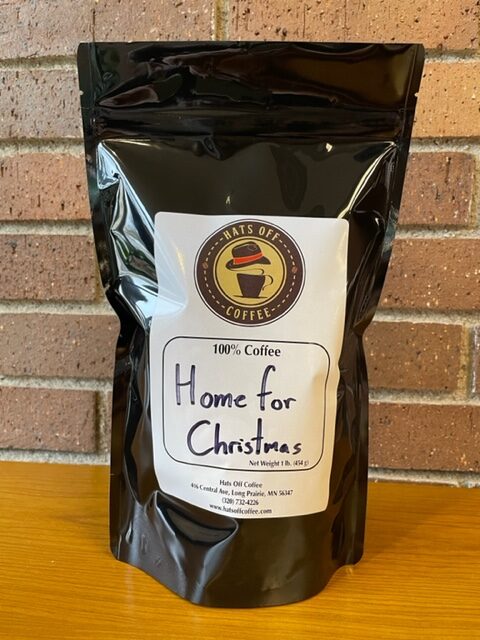 HATS OFF
COFFEE
100% Coffee
Home for
Christmas
Net Weight 1 lb. (454 g)
Hats Off Coffee
416 Central Ave, Long Prairie, MN 56347
(320) 732-4226
www.hatsoffcoffee.com